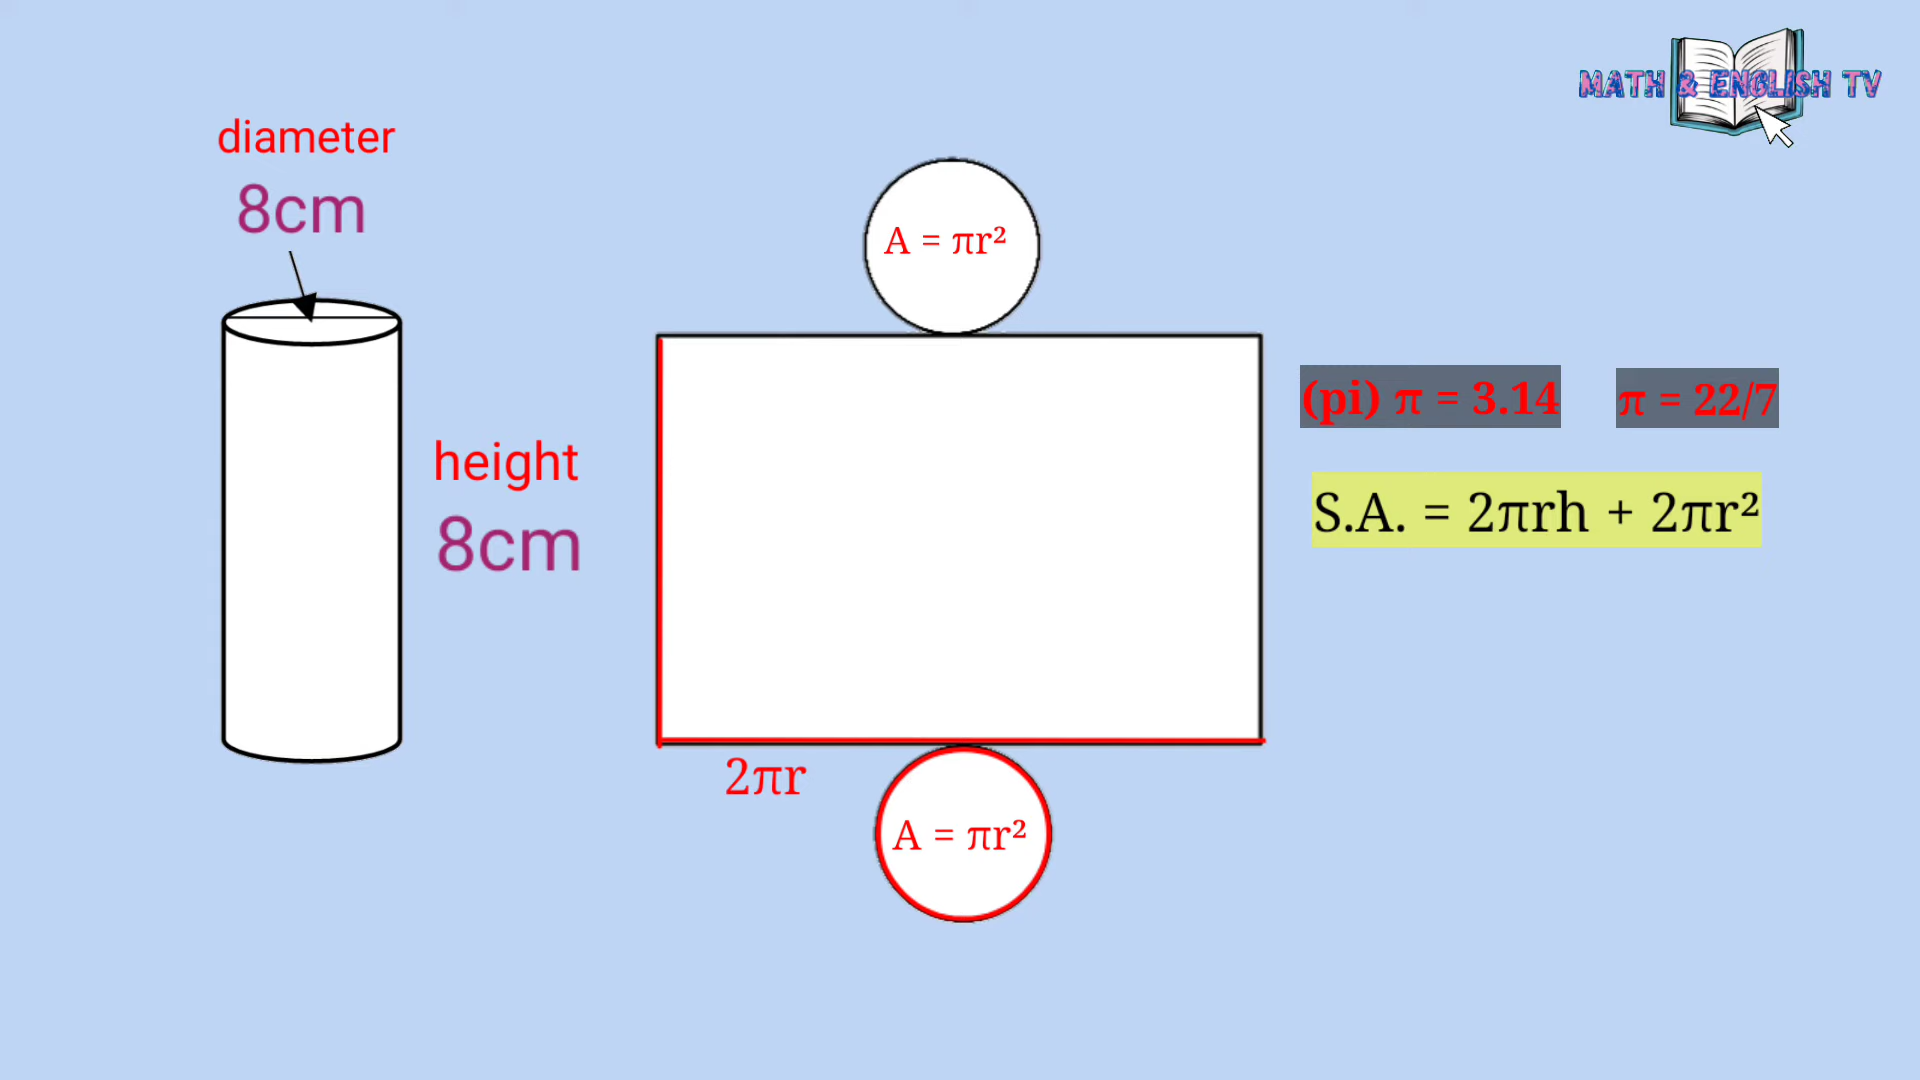 MATH & ENGLISH TV
diameter
8cm
height
8cm
A = πr²
2πr
A = πr²
(pi) π = 3.14
π = 22/7
S.A. = 2πrh + 2πr²